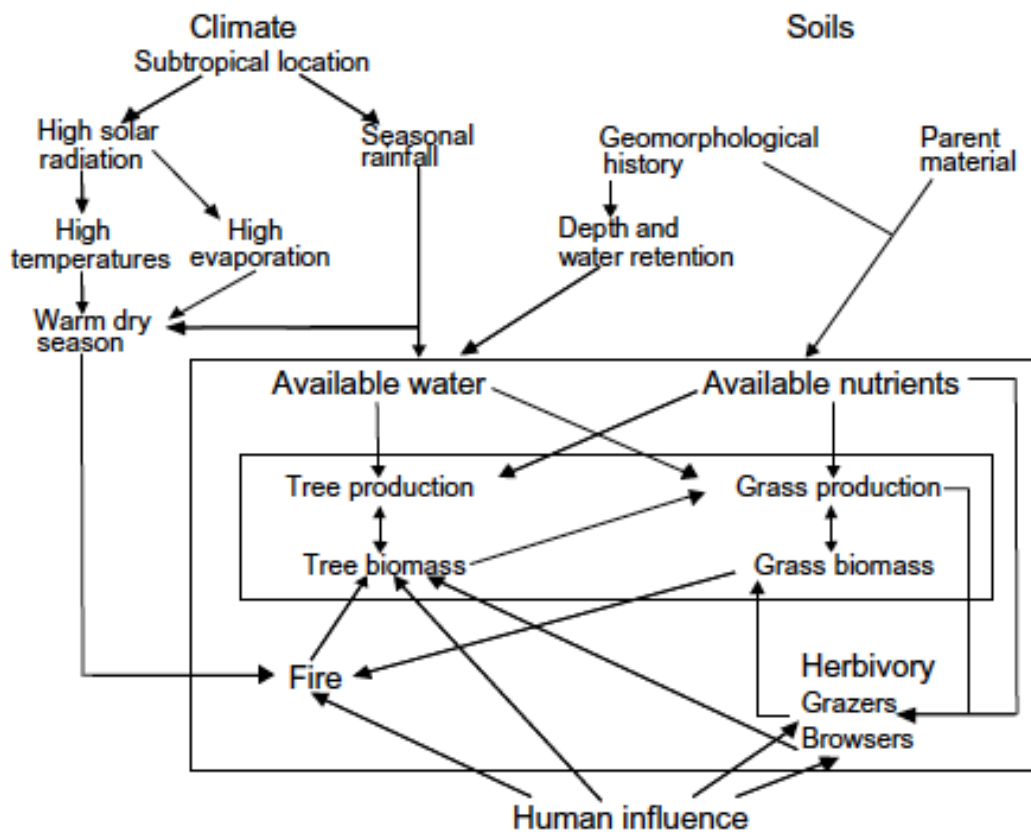 Climate
Soils
Subtropical location
High solar
radiation
Seasonal
rainfall
Geomorphological
history
Parent
material
High
temperatures
High
evaporation
Depth and
water retention
Warm dry
season
Available water
Available nutrients
Tree production
Grass production
Tree biomass
Grass biomass
Fire
Herbivory
Grazers
Browsers
Human influence